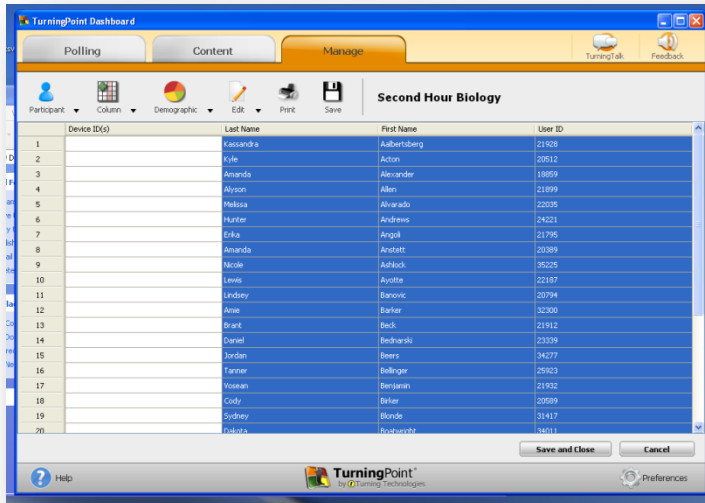 TurningPoint Dashboard
Polling
Content
Manage
TurningTalk
Feedback
Participant
Column
Demographic
Edit
Print
Save
Second Hour Biology
Device ID(s) Last Name First Name User ID
1 Kassandra Aalbertsberg 21928
2 Kyle Acton 20512
3 Amanda Alexander 18859
4 Alyson Allen 21899
5 Melissa Alvarado 22035
6 Hunter Andrews 24221
7 Erika Angoli 21795
8 Amanda Anstett 20389
9 Nicole Ashlock 35225
10 Lewis Ayotte 22187
11 Lindsey Banovic 20794
12 Amie Barker 32300
13 Brant Beck 21912
14 Daniel Bednarski 23339
15 Jordan Beers 34277
16 Tanner Bellinger 25923
17 Vosean Benjamin 21932
18 Cody Birker 20589
19 Sydney Blonde 31417
20 Dakota Boatwright 34011
Save and Close
Cancel
Help
TurningPoint
by Turning Technologies
Preferences